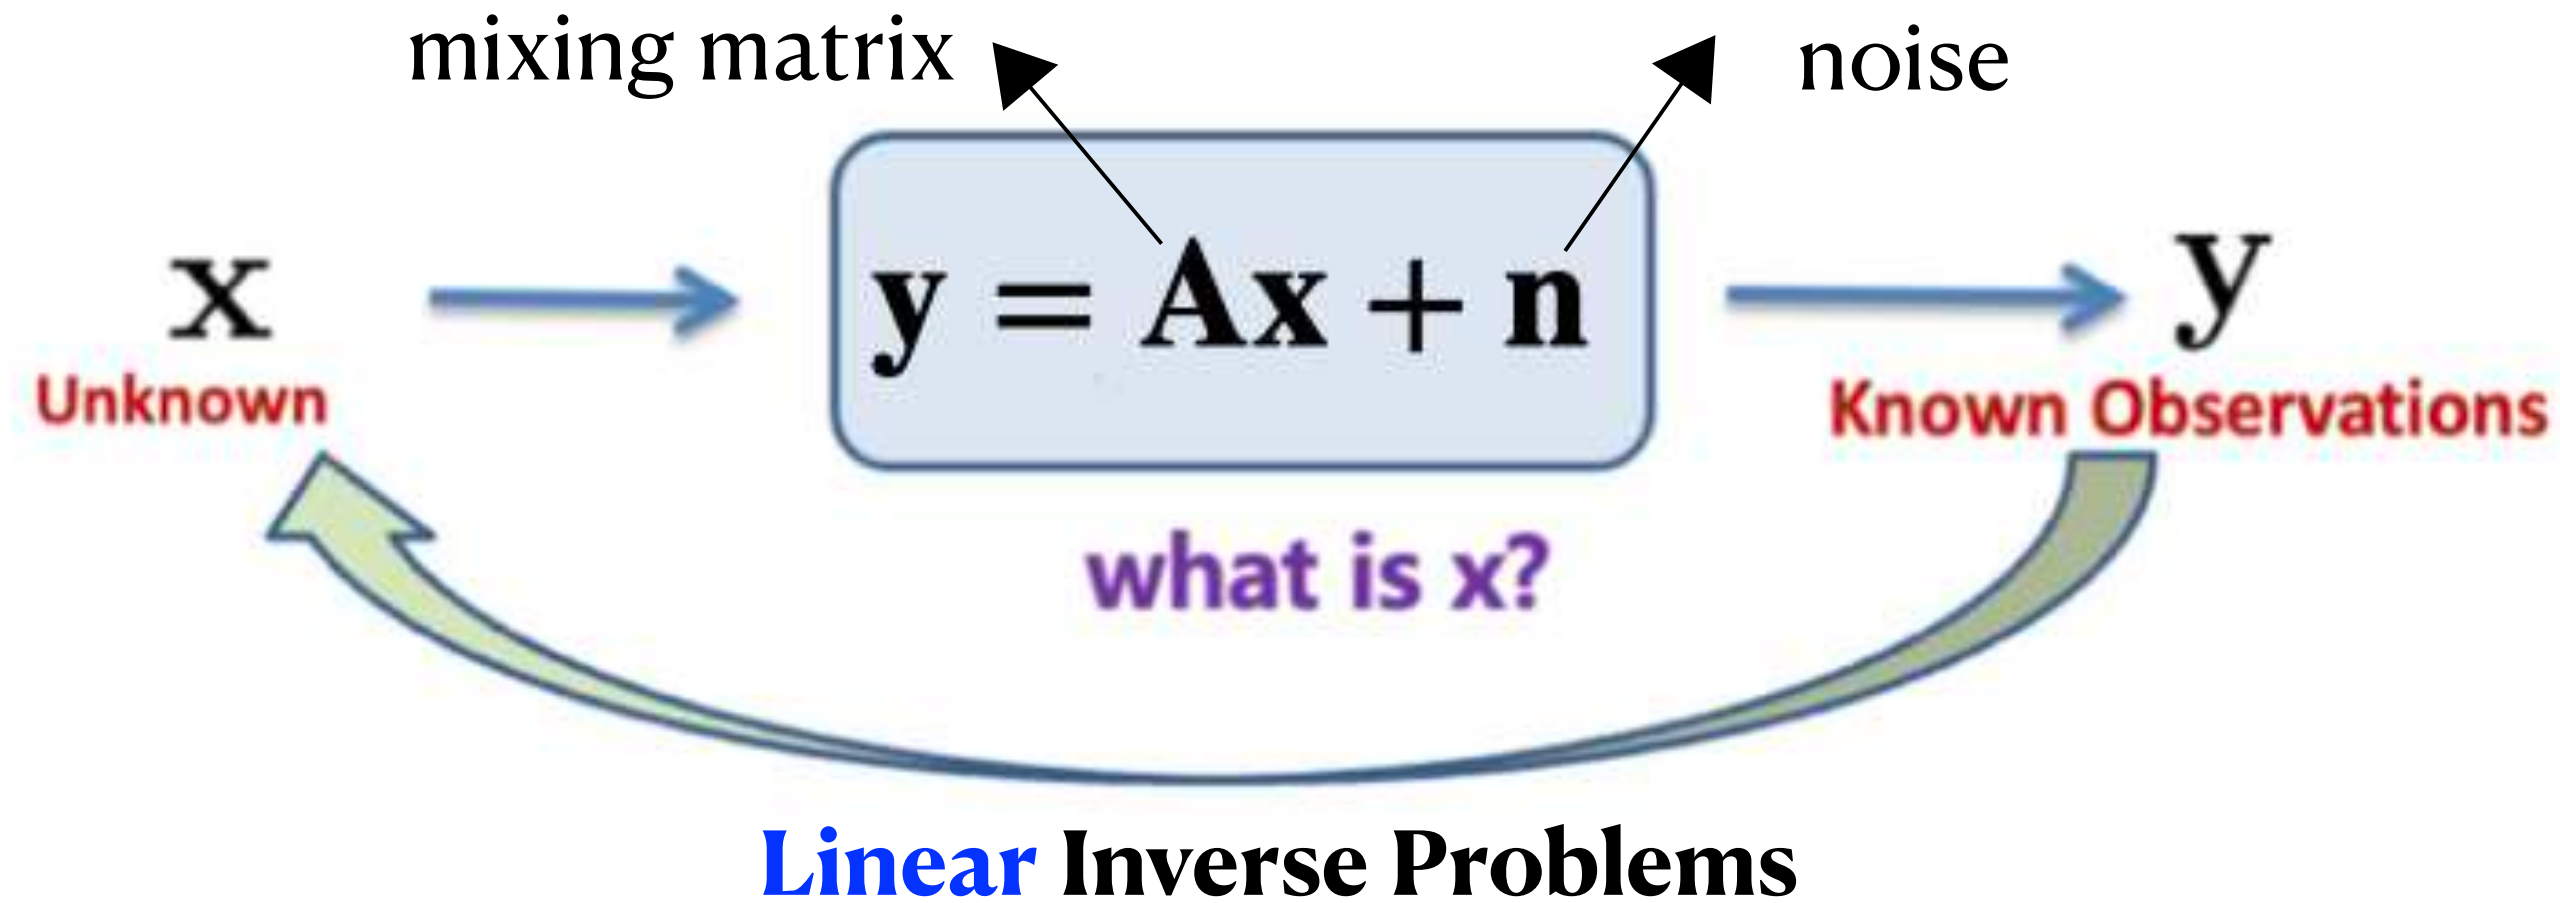 mixing matrix
noise
x
y = Ax + n
y
Unknown
Known Observations
what is x?
Linear Inverse Problems